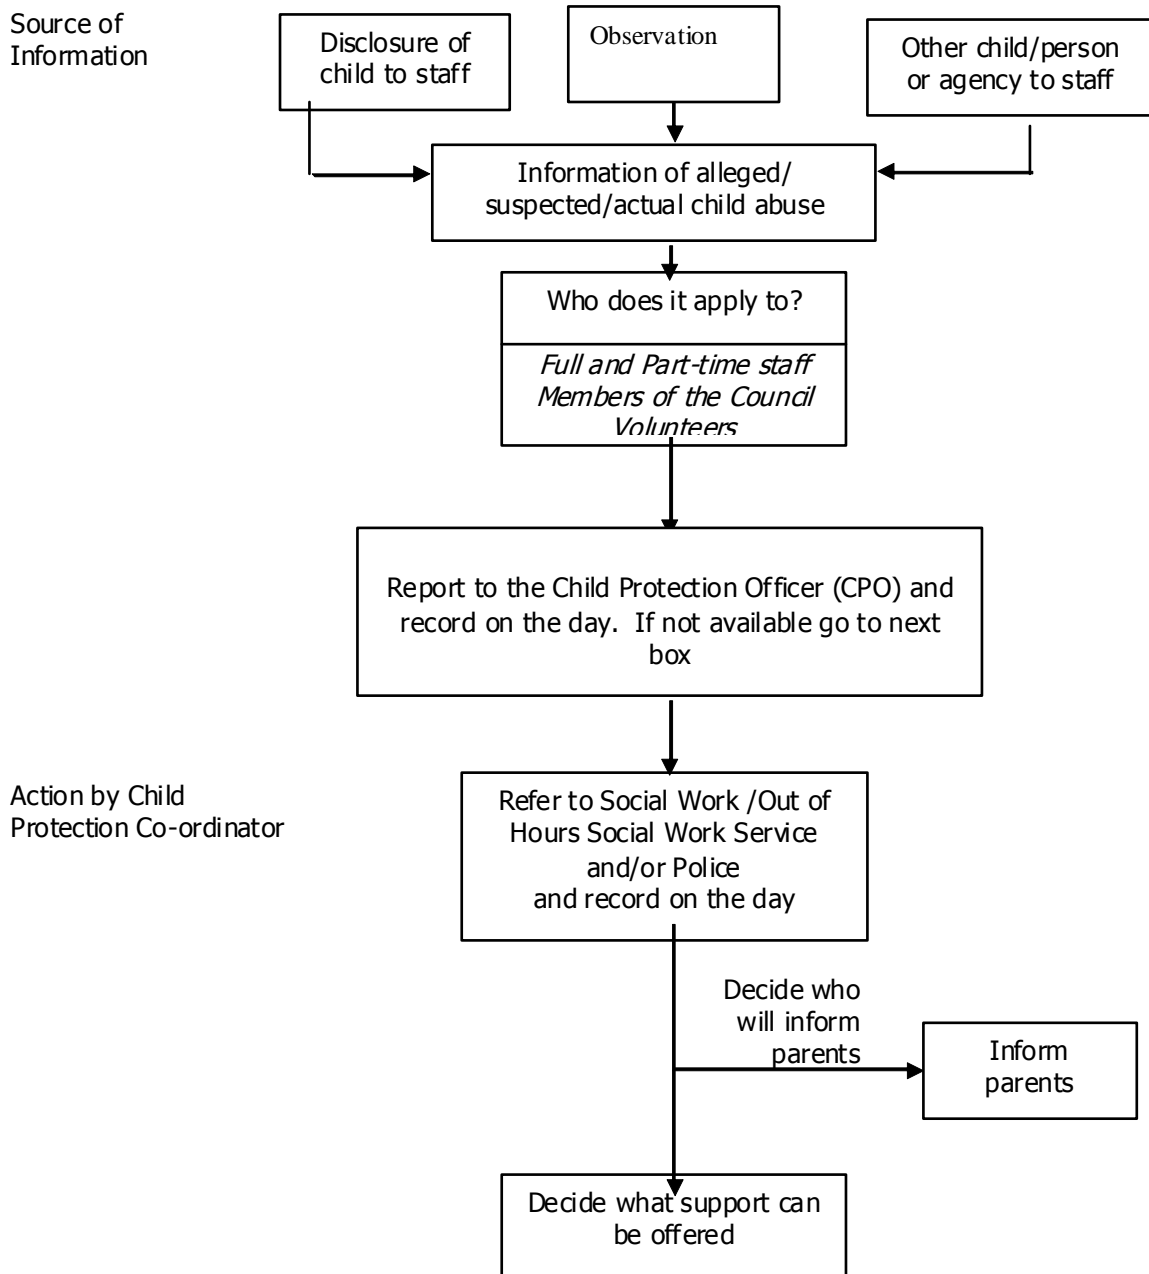 Source of
Information
Disclosure of
child to staff
Observation
Other child/person
or agency to staff
Information of alleged/
suspected/actual child abuse
Who does it apply to?
Full and Part-time staff
Members of the Council
Volunteers
Report to the Child Protection Officer (CPO) and
record on the day.  If not available go to next
box
Action by Child
Protection Co-ordinator
Refer to Social Work /Out of
Hours Social Work Service
and/or Police
and record on the day
Decide who
will inform
parents
Inform
parents
Decide what support can
be offered